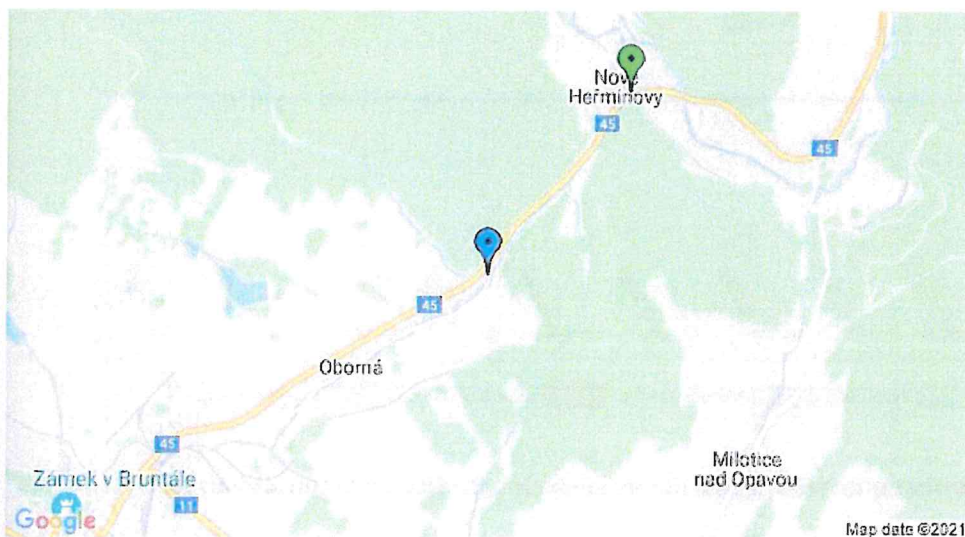 Nové
Heřminovy
45
45
45
Oborná
45
Zámek v Bruntále
11
Milotice
nad Opavou
Google
Map data ©2021